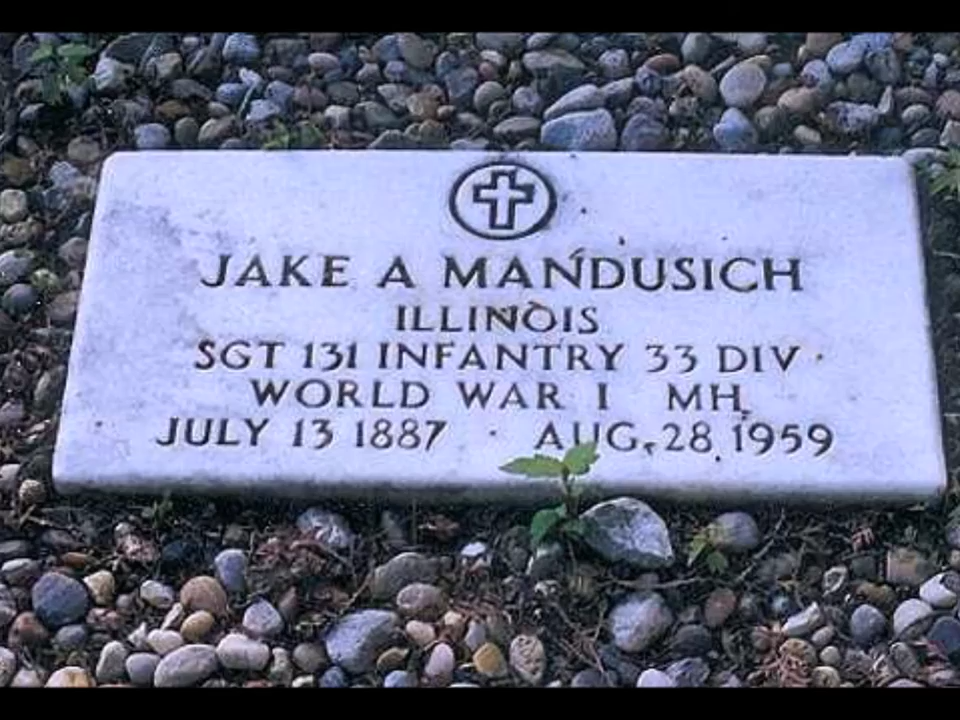 JAKE A MANDUSICH
ILLINOIS
SGT 131 INFANTRY 33 DIV
WORLD WAR I MH
JULY 13 1887 AUG. 28 1959